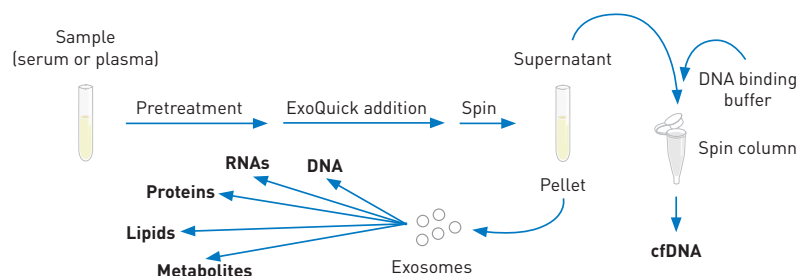 Sample
(serum or plasma)
Pretreatment
ExoQuick addition
Spin
Supernatant
DNA binding
buffer
Spin column
cfDNA
Pellet
Exosomes
DNA
RNAs
Proteins
Lipids
Metabolites